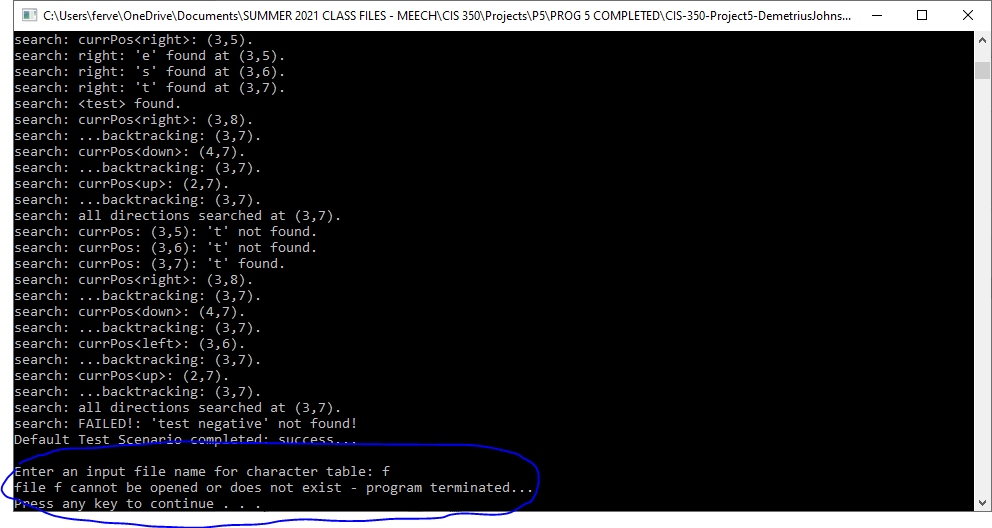 C:\Users\ferve\OneDrive\Documents\SUMMER 2021 CLASS FILES - MEECH\CIS 350\Projects\P5\PROG 5 COMPLETED\CIS-350-Project5-DemetriusJohns...
search: currPos<right>: (3,5).
search: right: 'e' found at (3,5).
search: right: 's' found at (3,6).
search: right: 't' found at (3,7).
search: <test> found.
search: currPos<right>: (3,8).
search: ...backtracking: (3,7).
search: currPos<down>: (4,7).
search: ...backtracking: (3,7).
search: currPos<up>: (2,7).
search: ...backtracking: (3,7).
search: all directions searched at (3,7).
search: currPos: (3,5): 't' not found.
search: currPos: (3,6): 't' not found.
search: currPos: (3,7): 't' found.
search: currPos<right>: (3,8).
search: ...backtracking: (3,7).
search: currPos<down>: (4,7).
search: ...backtracking: (3,7).
search: currPos<left>: (3,6).
search: ...backtracking: (3,7).
search: currPos<up>: (2,7).
search: ...backtracking: (3,7).
search: all directions searched at (3,7).
search: FAILED!: 'test negative' not found!
Default Test Scenario completed: success...
Enter an input file name for character table: f
file f cannot be opened or does not exist - program terminated...
Press any key to continue . . .